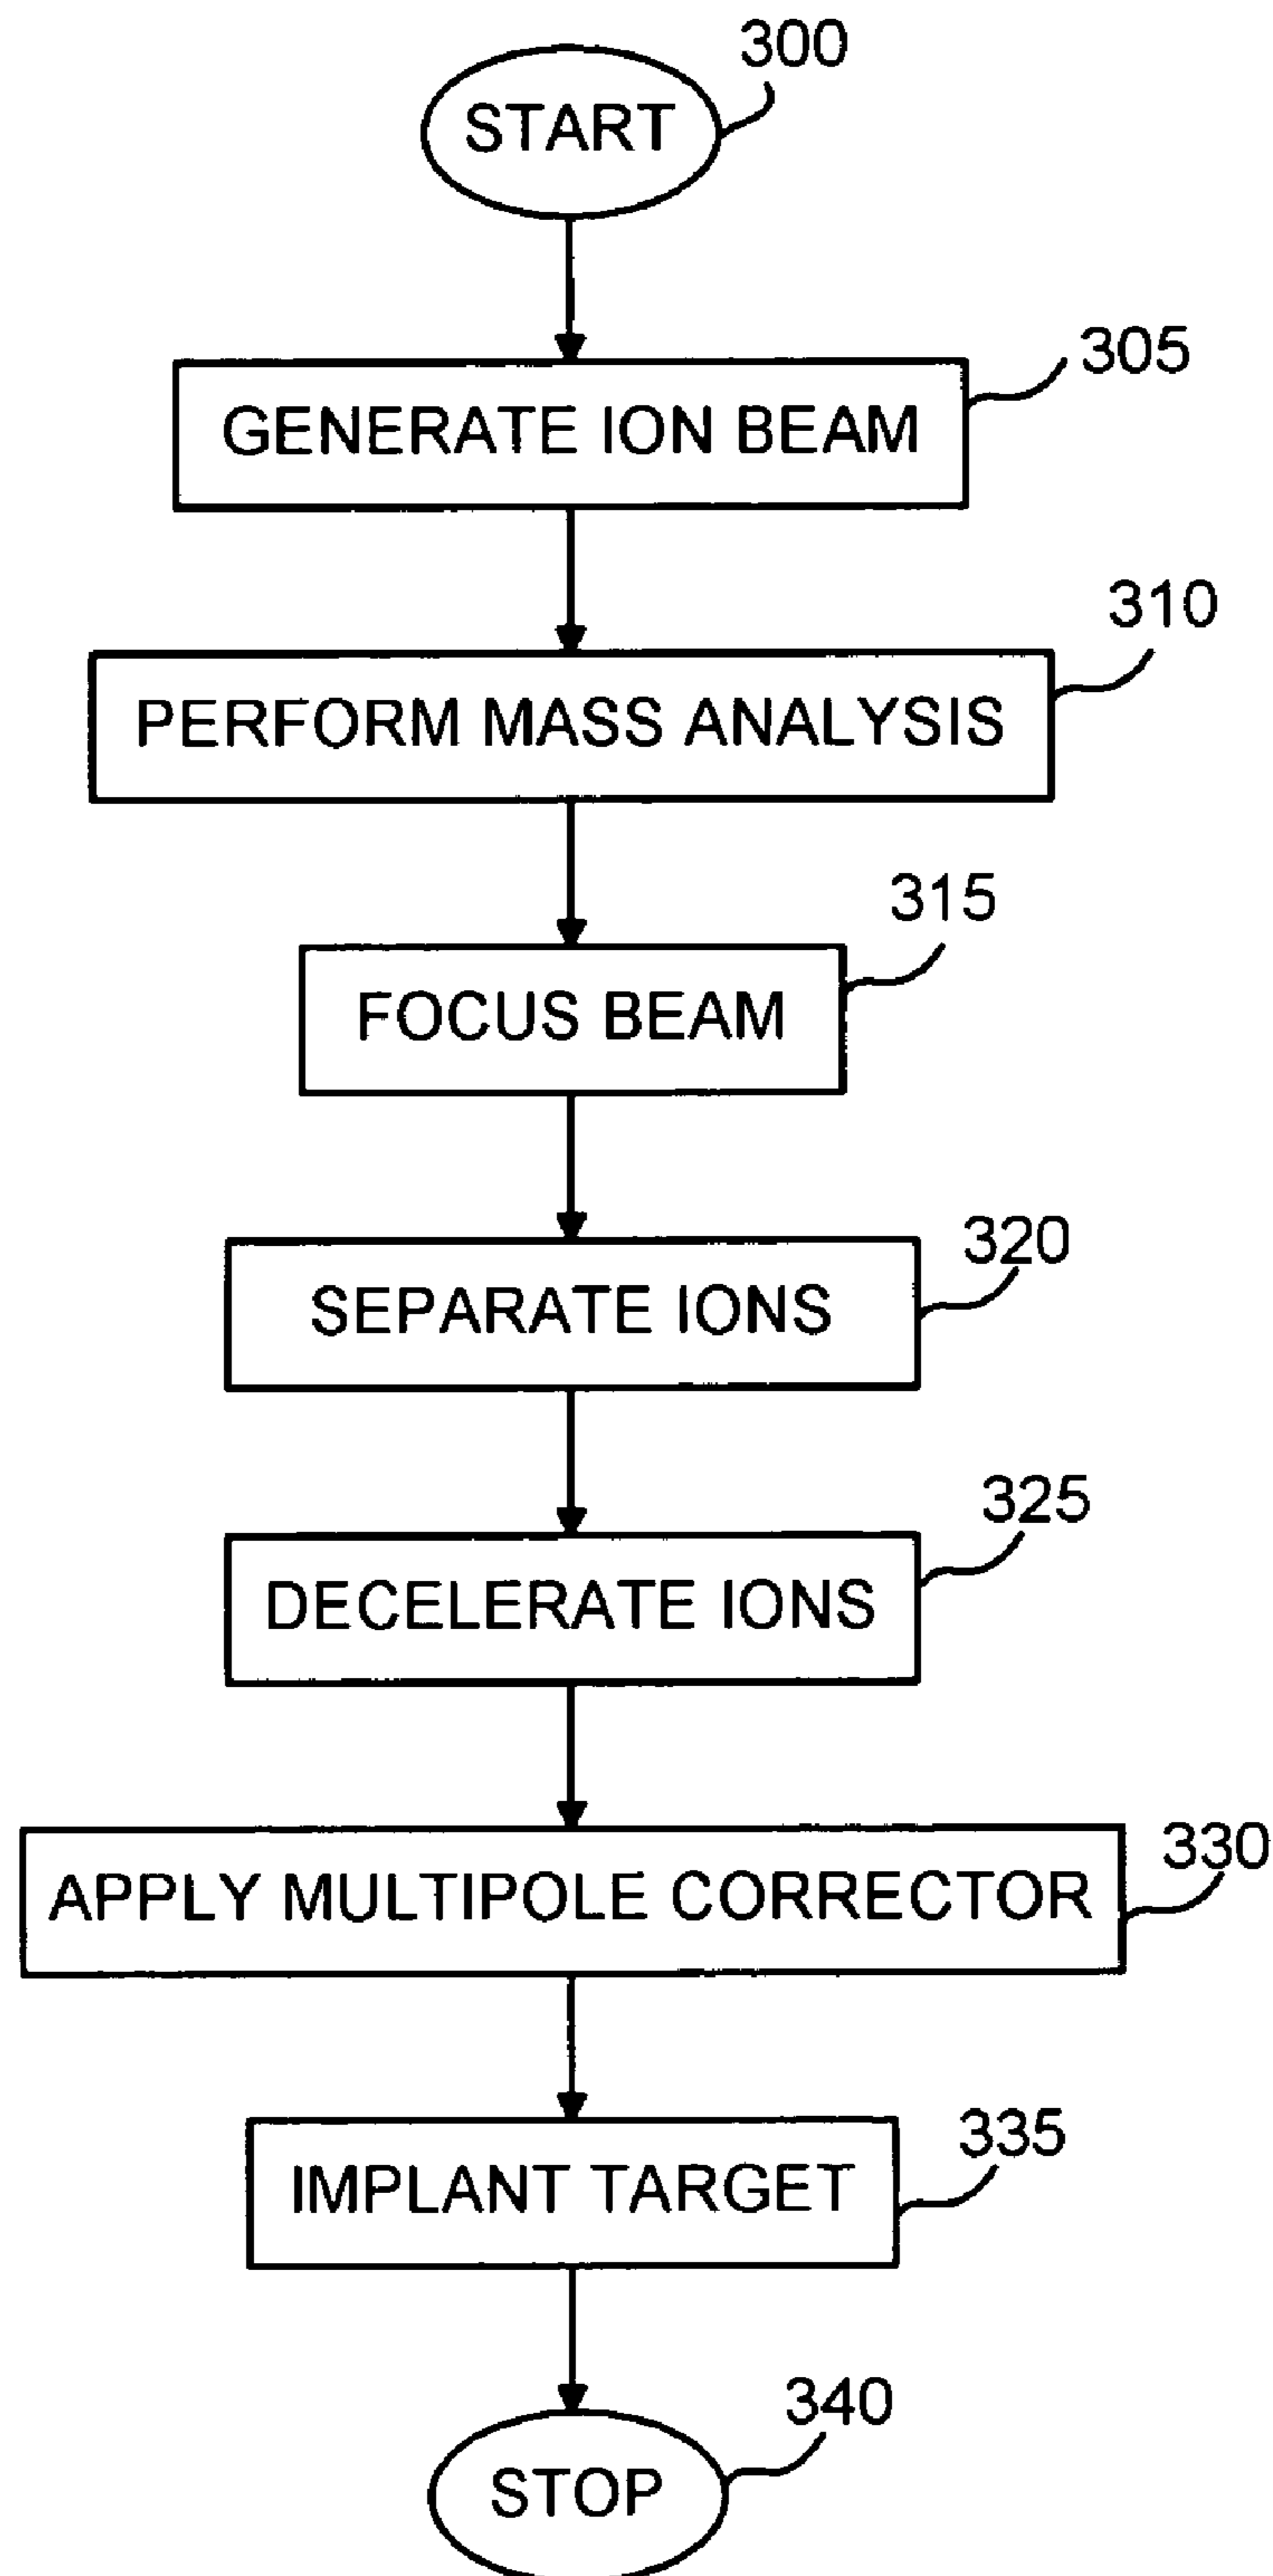 300
START
305
GENERATE ION BEAM
310
PERFORM MASS ANALYSIS
315
FOCUS BEAM
320
SEPARATE IONS
325
DECELERATE IONS
330
APPLY MULTIPOLE CORRECTOR
335
IMPLANT TARGET
340
STOP